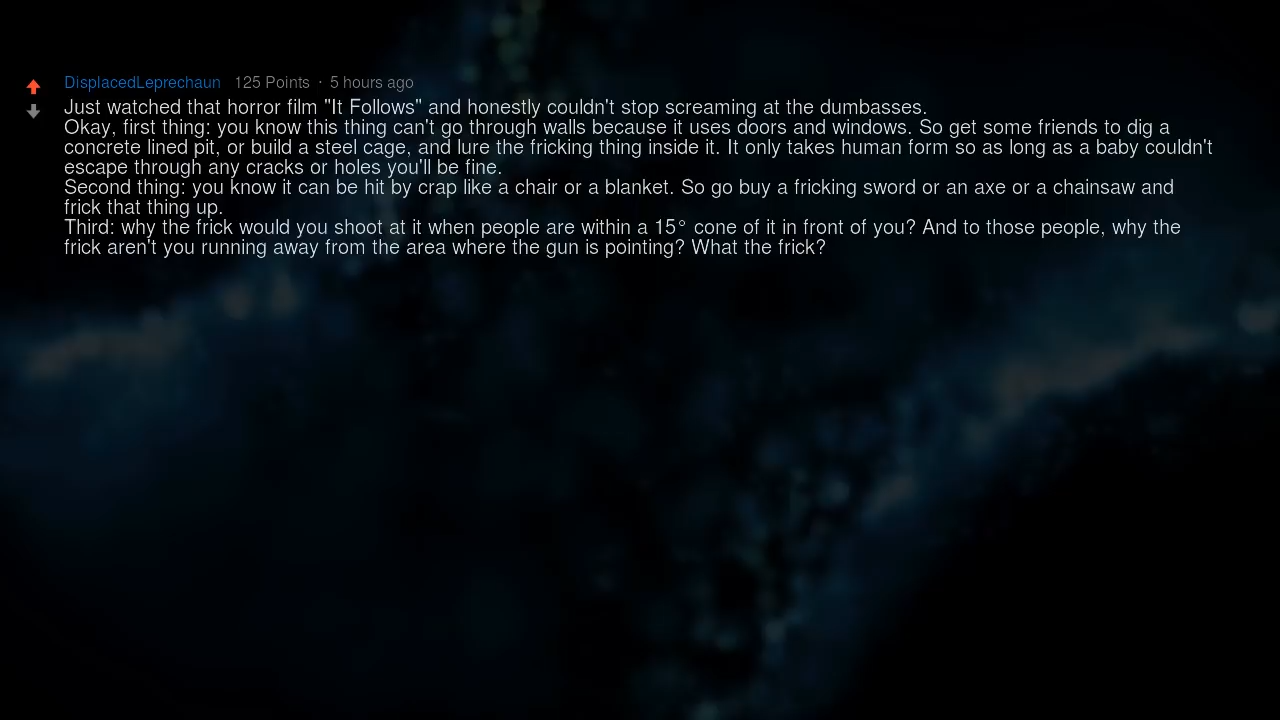 DisplacedLeprechaun 125 Points · 5 hours ago
Just watched that horror film "It Follows" and honestly couldn't stop screaming at the dumbasses.
Okay, first thing: you know this thing can't go through walls because it uses doors and windows. So get some friends to dig a
concrete lined pit, or build a steel cage, and lure the fricking thing inside it. It only takes human form so as long as a baby couldn't
escape through any cracks or holes you'll be fine.
Second thing: you know it can be hit by crap like a chair or a blanket. So go buy a fricking sword or an axe or a chainsaw and
frick that thing up.
Third: why the frick would you shoot at it when people are within a 15° cone of it in front of you? And to those people, why the
frick aren't you running away from the area where the gun is pointing? What the frick?